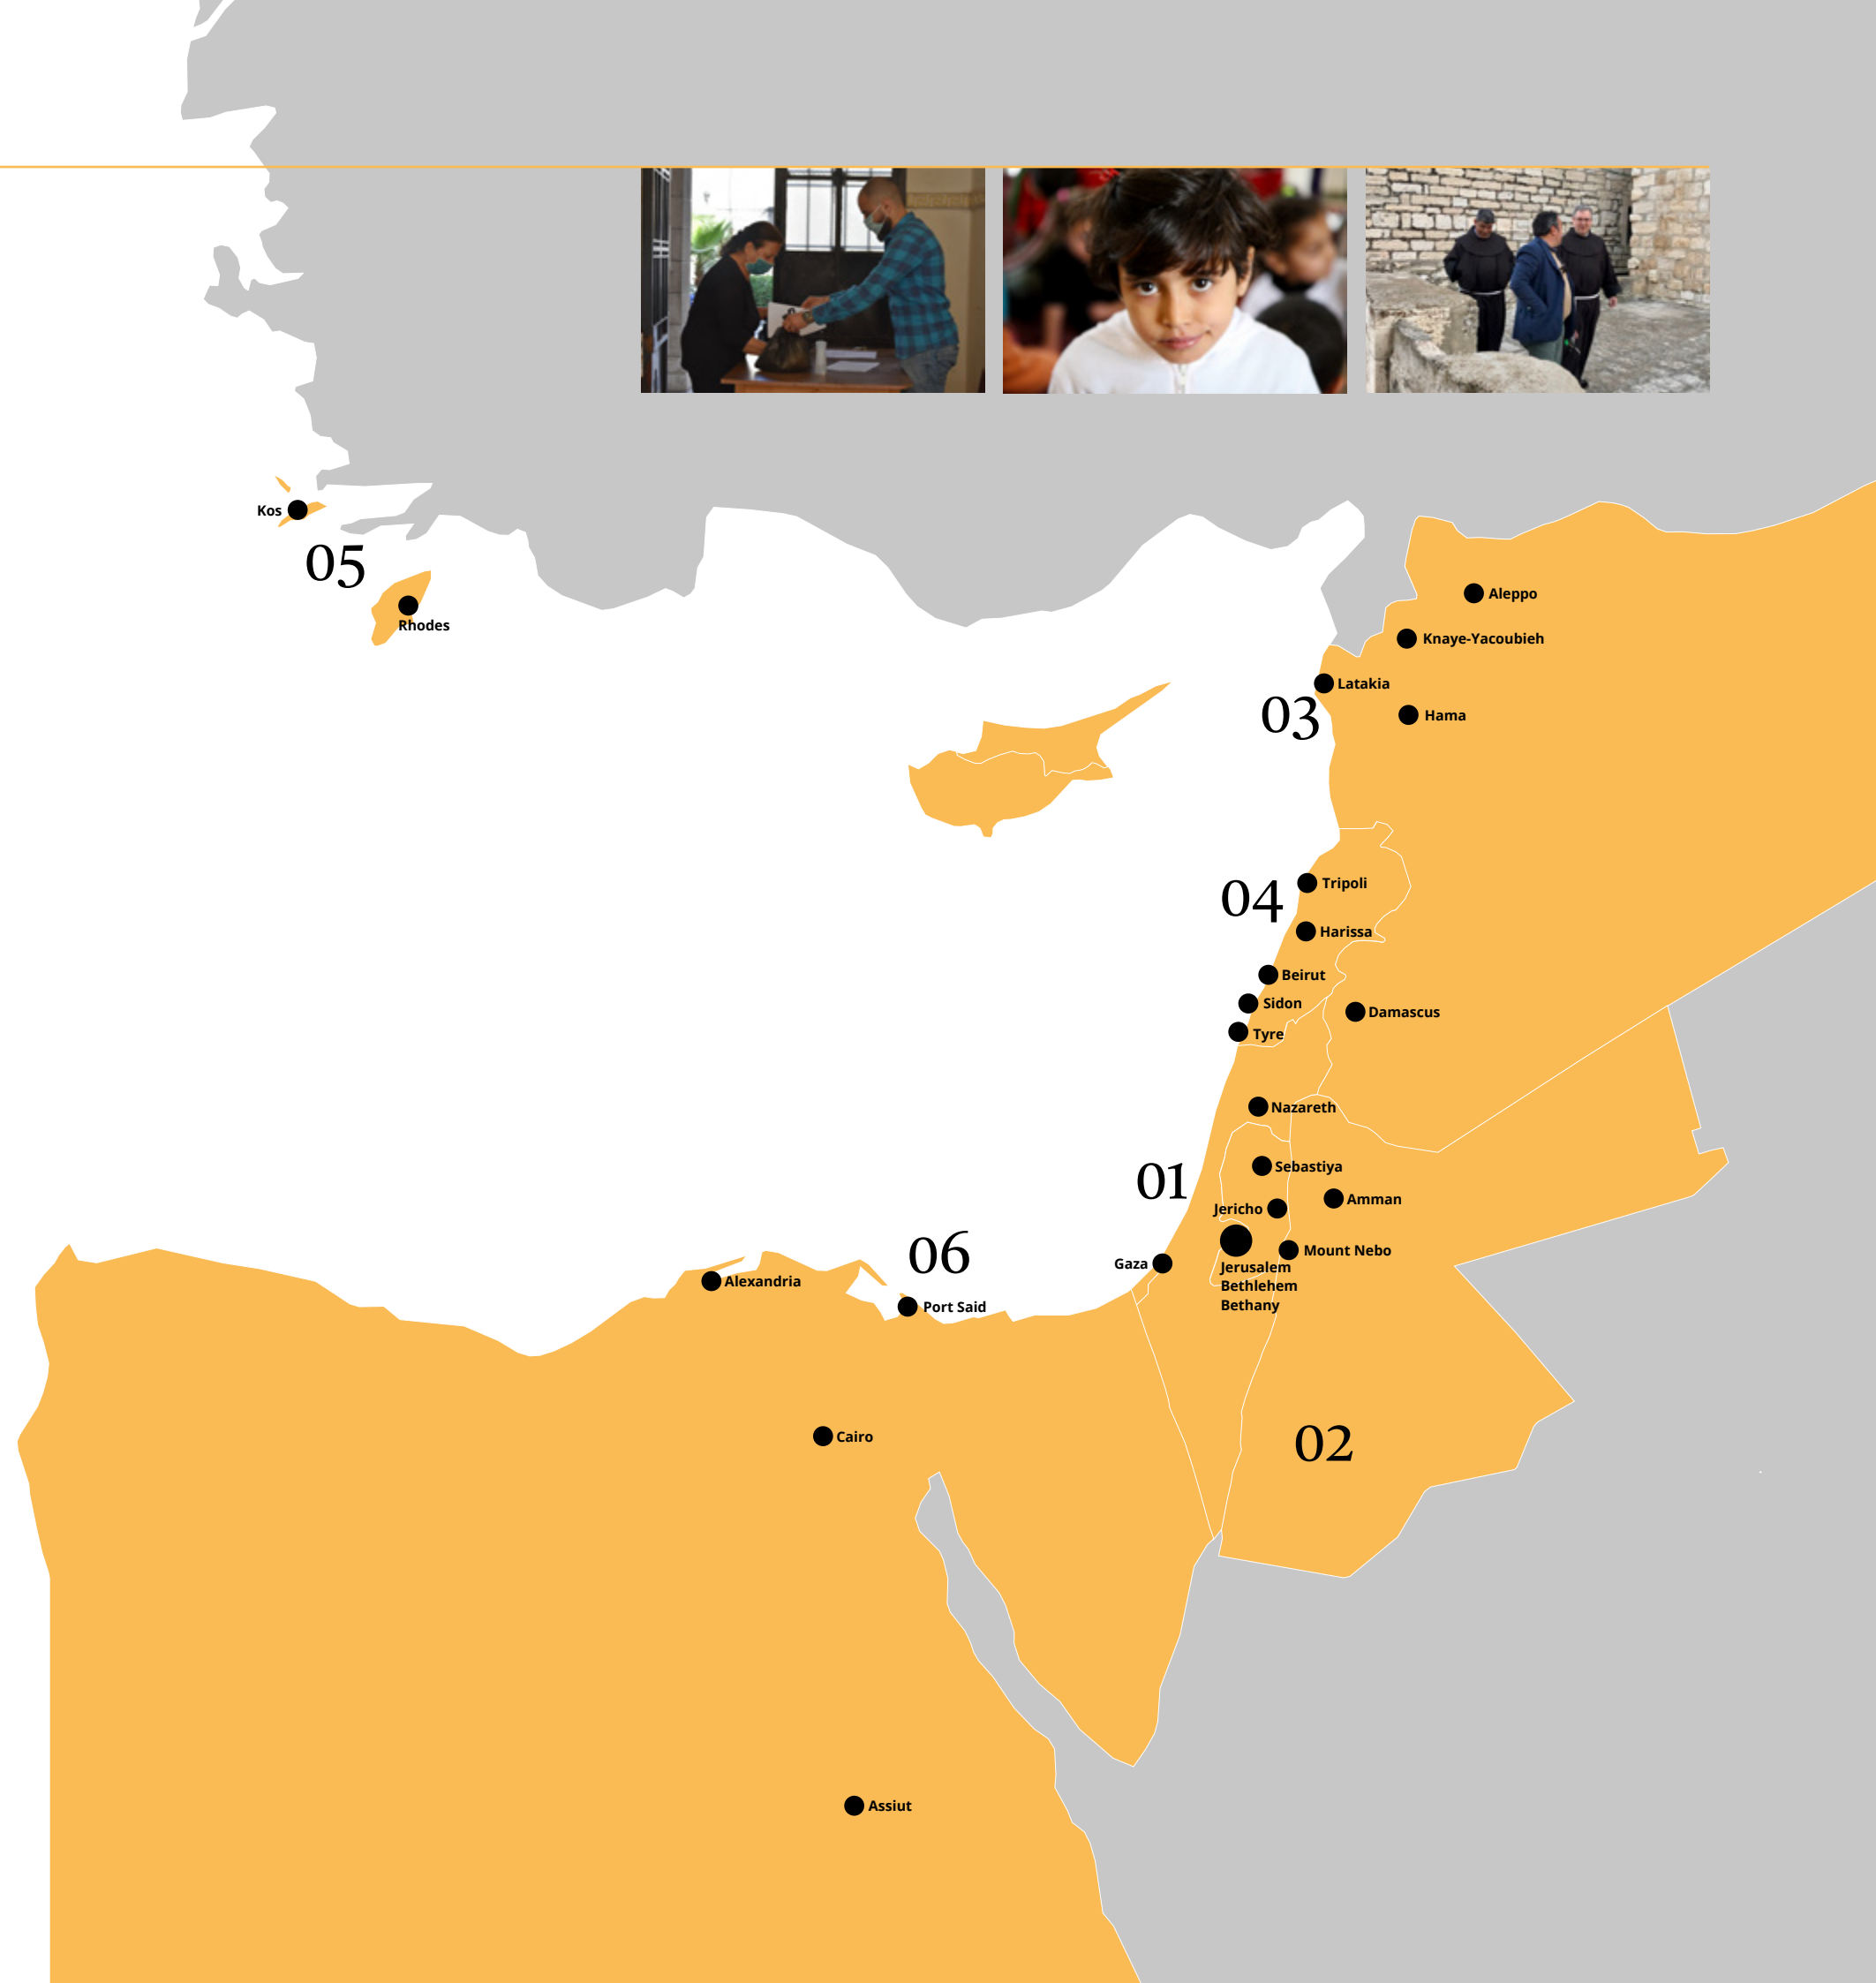 Kos
05
Rhodes
Aleppo
Knaye-Yacoubieh
Latakia
03
Hama
04
Tripoli
Harissa
Beirut
Sidon
Damascus
Tyre
Nazareth
01
Sebastiya
Amman
Jericho
06
Mount Nebo
Gaza
Jerusalem
Bethlehem
Bethany
Alexandria
Port Said
Cairo
02
Assiut